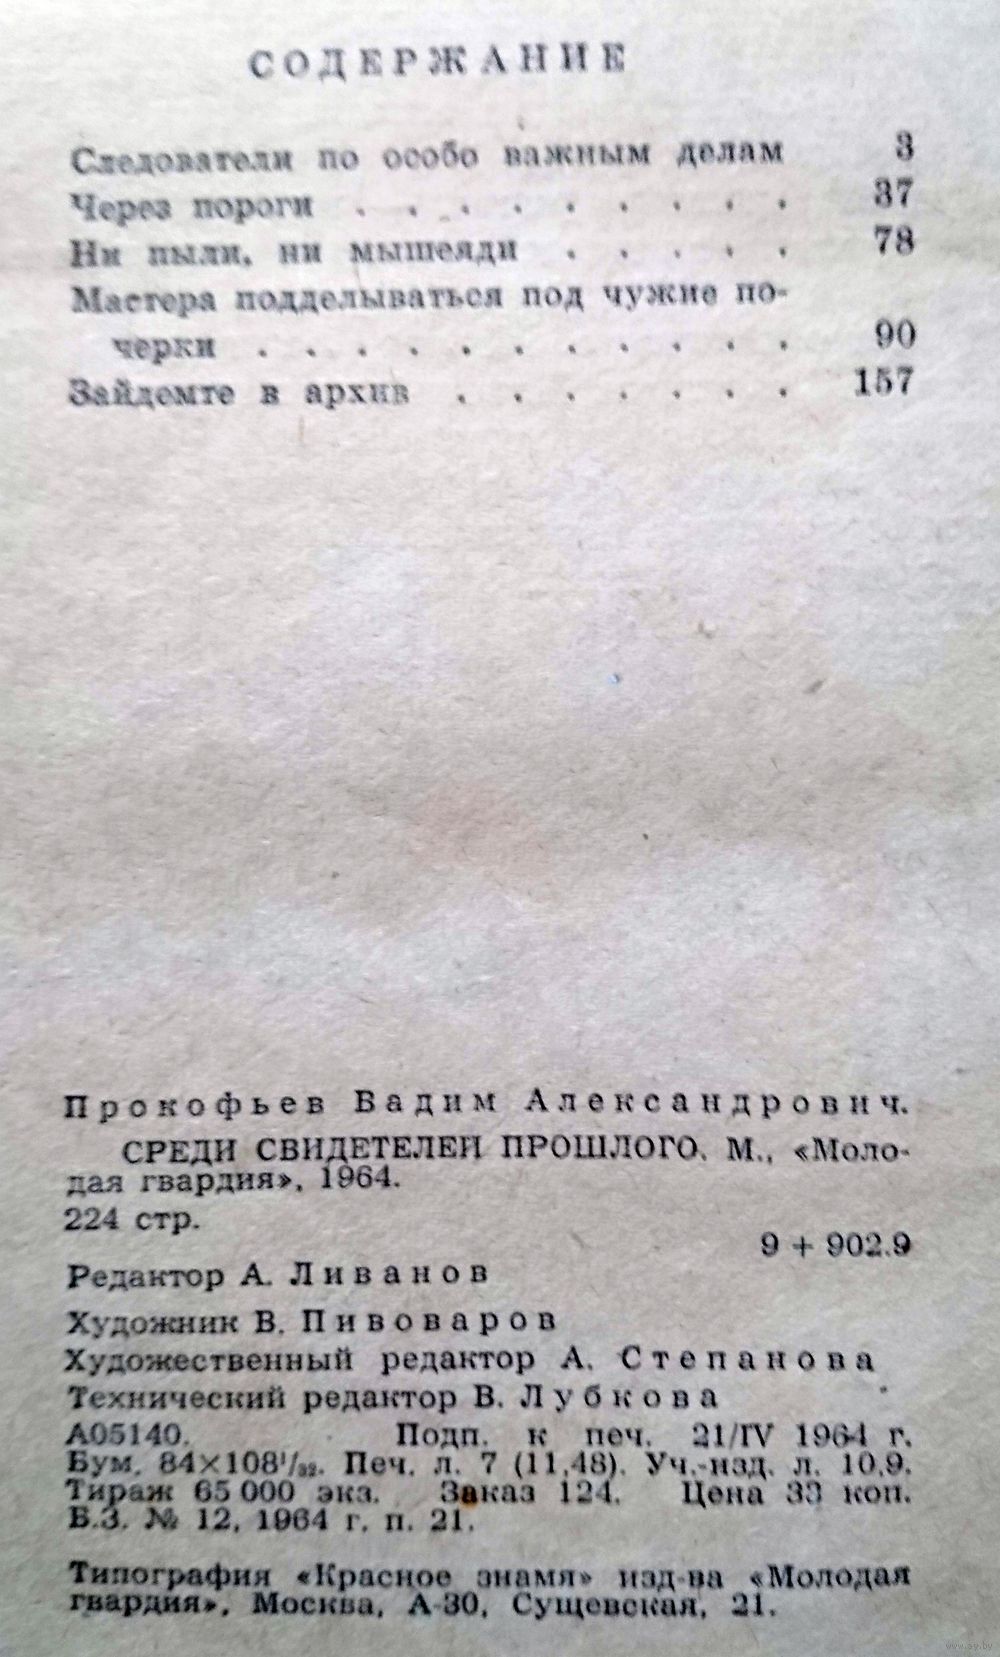 СОДЕРЖАНИЕ
Следователи по особо важным делам 3
Через пороги . . . . . . . . . 37
Ни пыли, ни мышеяди . . . . . 78
Мастера подделываться под чужие по-
черки . . . . . . . . . . . 90
Зайдемте в архив . . . . . . . 157
Прокофьев Вадим Александрович.
СРЕДИ СВИДЕТЕЛЕЙ ПРОШЛОГО. М., «Моло-
дая гвардия», 1964.
224 стр.
9 + 902.9
Редактор А. Ливанов
Художник В. Пивоваров
Художественный редактор А. Степанова
Технический редактор В. Лубкова
А05140. Подп. к печ. 21/IV 1964 г.
Бум. 84×108¹/₃₂. Печ. л. 7 (11,48). Уч.-изд. л. 10,9.
Тираж 65 000 экз. Заказ 124. Цена 33 коп.
Б.З. № 12, 1964 г. п. 21.
Типография «Красное знамя» изд-ва «Молодая
гвардия», Москва, А-30, Сущевская, 21.
www.ay.by